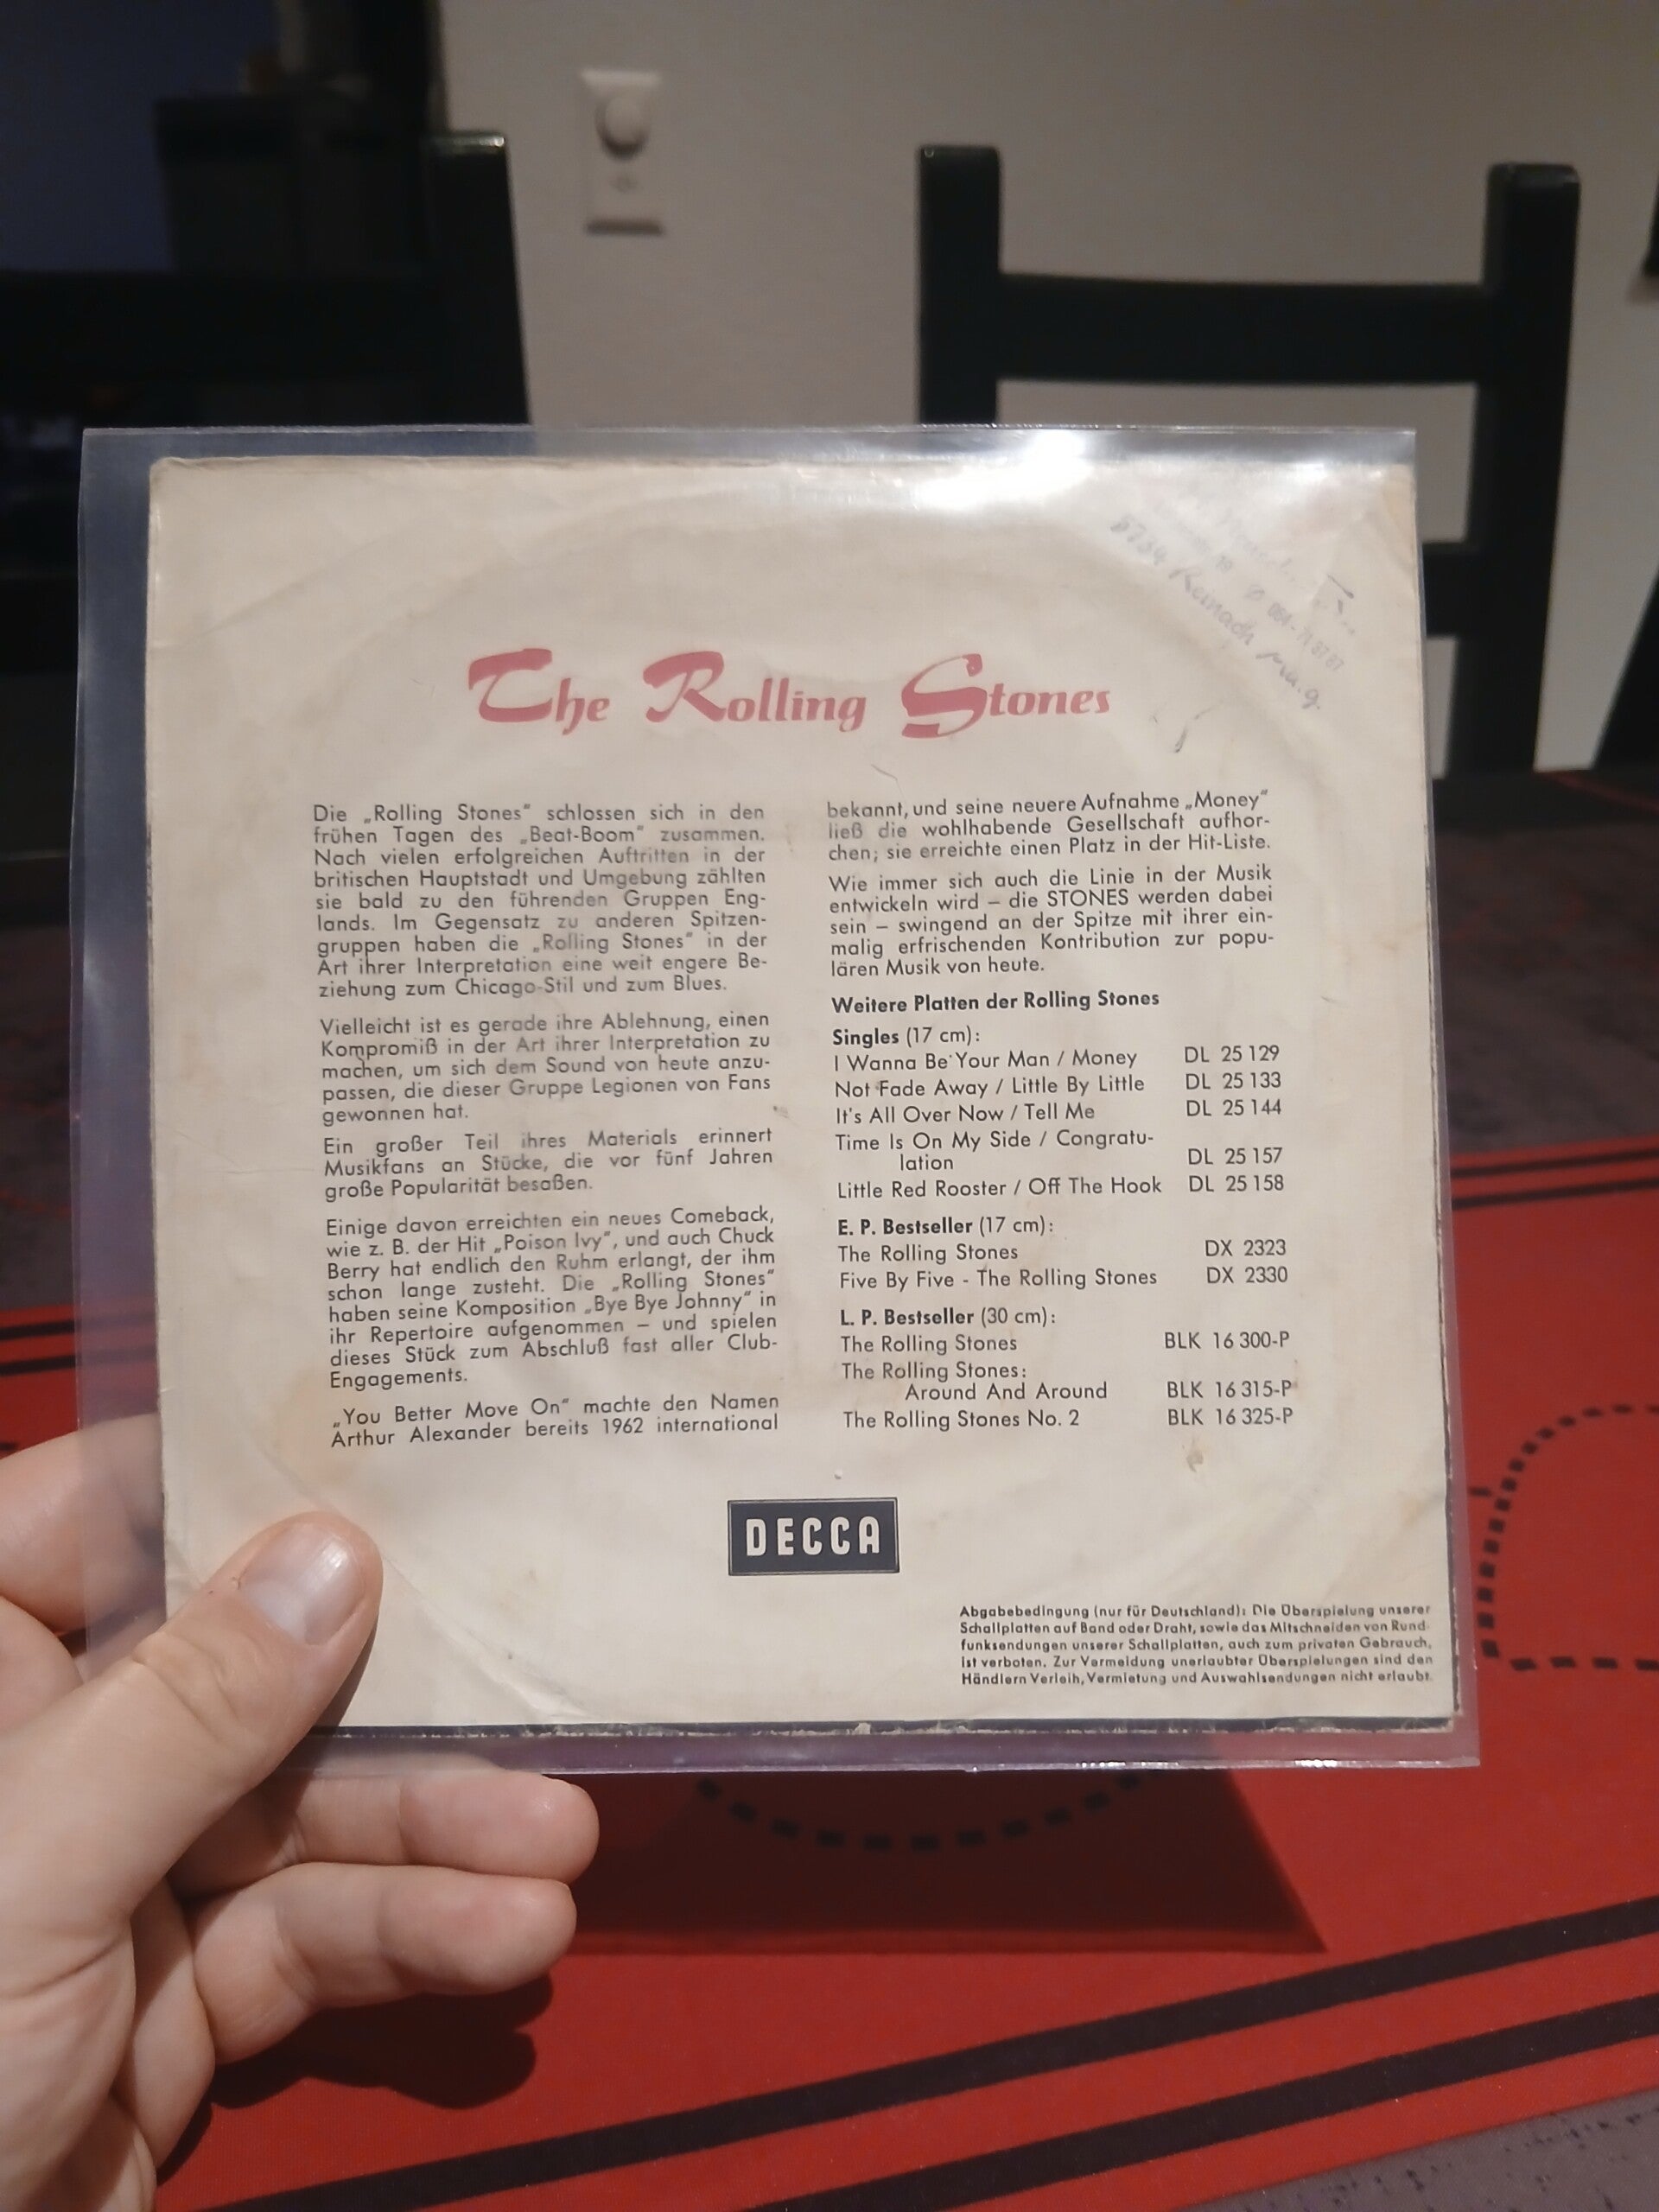 5734 Reinach
The Rolling Stones
Die „Rolling Stones“ schlossen sich in den
frühen Tagen des „Beat-Boom“ zusammen.
Nach vielen erfolgreichen Auftritten in der
britischen Hauptstadt und Umgebung zählten
sie bald zu den führenden Gruppen Eng-
lands. Im Gegensatz zu anderen Spitzen-
gruppen haben die „Rolling Stones“ in der
Art ihrer Interpretation eine weit engere Be-
ziehung zum Chicago-Stil und zum Blues.
Vielleicht ist es gerade ihre Ablehnung, einen
Kompromiß in der Art ihrer Interpretation zu
machen, um sich dem Sound von heute anzu-
passen, die dieser Gruppe Legionen von Fans
gewonnen hat.
Ein großer Teil ihres Materials erinnert
Musikfans an Stücke, die vor fünf Jahren
große Popularität besaßen.
Einige davon erreichten ein neues Comeback,
wie z. B. der Hit „Poison Ivy“, und auch Chuck
Berry hat endlich den Ruhm erlangt, der ihm
schon lange zusteht. Die „Rolling Stones“
haben seine Komposition „Bye Bye Johnny“ in
ihr Repertoire aufgenommen – und spielen
dieses Stück zum Abschluß fast aller Club-
Engagements.
„You Better Move On“ machte den Namen
Arthur Alexander bereits 1962 international
bekannt, und seine neuere Aufnahme „Money“
ließ die wohlhabende Gesellschaft aufhor-
chen; sie erreichte einen Platz in der Hit-Liste.
Wie immer sich auch die Linie in der Musik
entwickeln wird – die STONES werden dabei
sein – swingend an der Spitze mit ihrer ein-
malig erfrischenden Kontribution zur popu-
lären Musik von heute.
Weitere Platten der Rolling Stones
Singles (17 cm):
I Wanna Be Your Man / Money DL 25 129
Not Fade Away / Little By Little DL 25 133
It's All Over Now / Tell Me DL 25 144
Time Is On My Side / Congratu-
lation DL 25 157
Little Red Rooster / Off The Hook DL 25 158
E. P. Bestseller (17 cm):
The Rolling Stones DX 2323
Five By Five - The Rolling Stones DX 2330
L. P. Bestseller (30 cm):
The Rolling Stones BLK 16 300-P
The Rolling Stones:
Around And Around BLK 16 315-P
The Rolling Stones No. 2 BLK 16 325-P
DECCA
Abgabebedingung (nur für Deutschland): Die Überspielung unserer
Schallplatten auf Band oder Draht, sowie das Mitschneiden von Rund-
funksendungen unserer Schallplatten, auch zum privaten Gebrauch,
ist verboten. Zur Vermeidung unerlaubter Überspielungen sind den
Händlern Verleih, Vermietung und Auswahlsendungen nicht erlaubt.